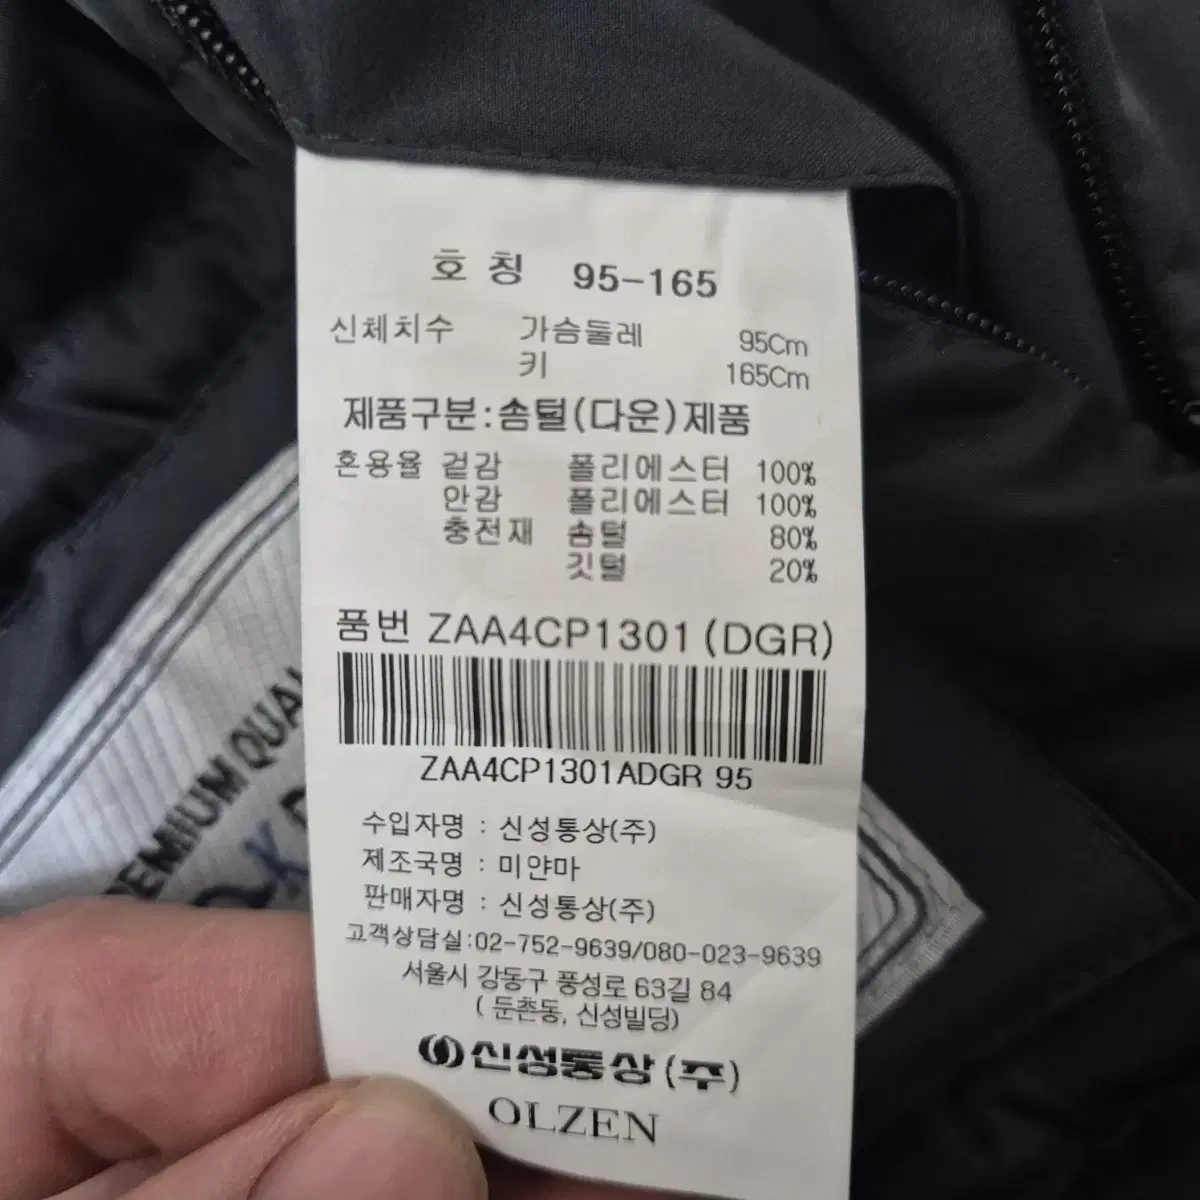 호 칭 95-165
신체치수 가슴둘레 95Cm
키 165Cm
제품구분:솜털(다운)제품
혼용율 겉감 폴리에스터 100%
안감 폴리에스터 100%
충전재 솜털 80%
깃털 20%
품번 ZAA4CP1301(DGR)
ZAA4CP1301ADGR 95
수입자명 : 신성통상(주)
제조국명 : 미얀마
판매자명 : 신성통상(주)
고객상담실:02-752-9639/080-023-9639
서울시 강동구 풍성로 63길 84
(둔촌동, 신성빌딩)
신성통상(주)
OLZEN